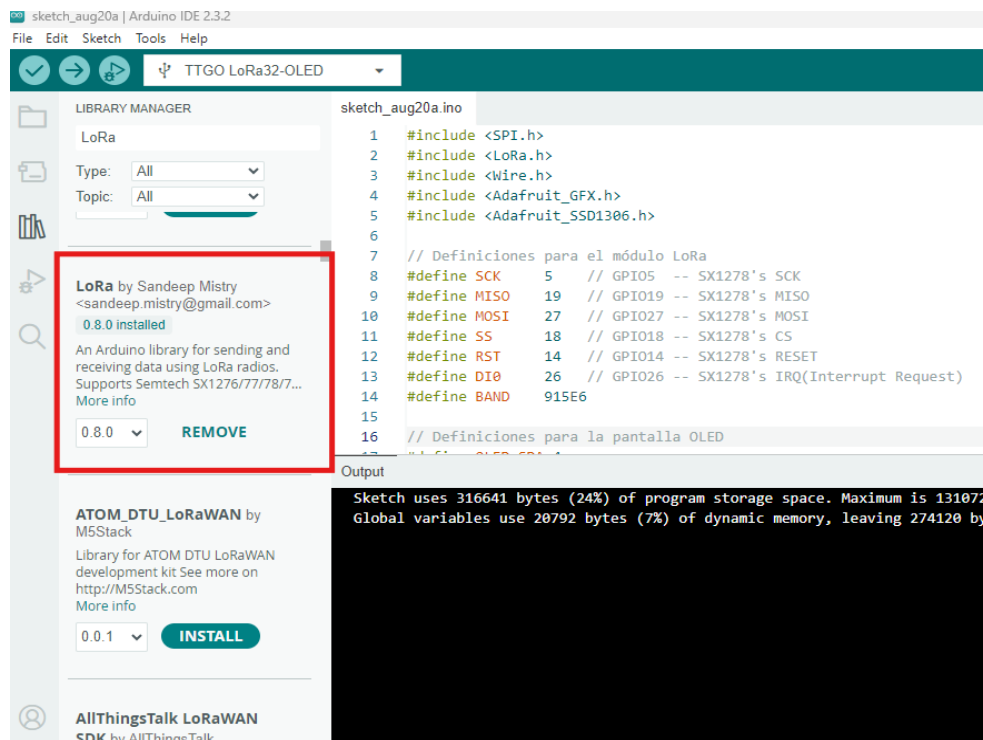 sketch_aug20a | Arduino IDE 2.3.2
File Edit Sketch Tools Help
TTGO LoRa32-OLED
LIBRARY MANAGER
LoRa
Type: All
Topic: All
LoRa by Sandeep Mistry
<sandeep.mistry@gmail.com>
0.8.0 installed
An Arduino library for sending and
receiving data using LoRa radios.
Supports Semtech SX1276/77/78/7...
More info
0.8.0 REMOVE
ATOM_DTU_LoRaWAN by
M5Stack
Library for ATOM DTU LoRaWAN
development kit See more on
http://M5Stack.com
More info
0.0.1 INSTALL
AllThingsTalk LoRaWAN
SDK by AllThingsTalk
sketch_aug20a.ino
1 #include <SPI.h>
2 #include <LoRa.h>
3 #include <Wire.h>
4 #include <Adafruit_GFX.h>
5 #include <Adafruit_SSD1306.h>
6
7 // Definiciones para el módulo LoRa
8 #define SCK 5 // GPIO5 -- SX1278's SCK
9 #define MISO 19 // GPIO19 -- SX1278's MISO
10 #define MOSI 27 // GPIO27 -- SX1278's MOSI
11 #define SS 18 // GPIO18 -- SX1278's CS
12 #define RST 14 // GPIO14 -- SX1278's RESET
13 #define DI0 26 // GPIO26 -- SX1278's IRQ(Interrupt Request)
14 #define BAND 915E6
15
16 // Definiciones para la pantalla OLED
Output
Sketch uses 316641 bytes (24%) of program storage space. Maximum is 131072
Global variables use 20792 bytes (7%) of dynamic memory, leaving 274120 by